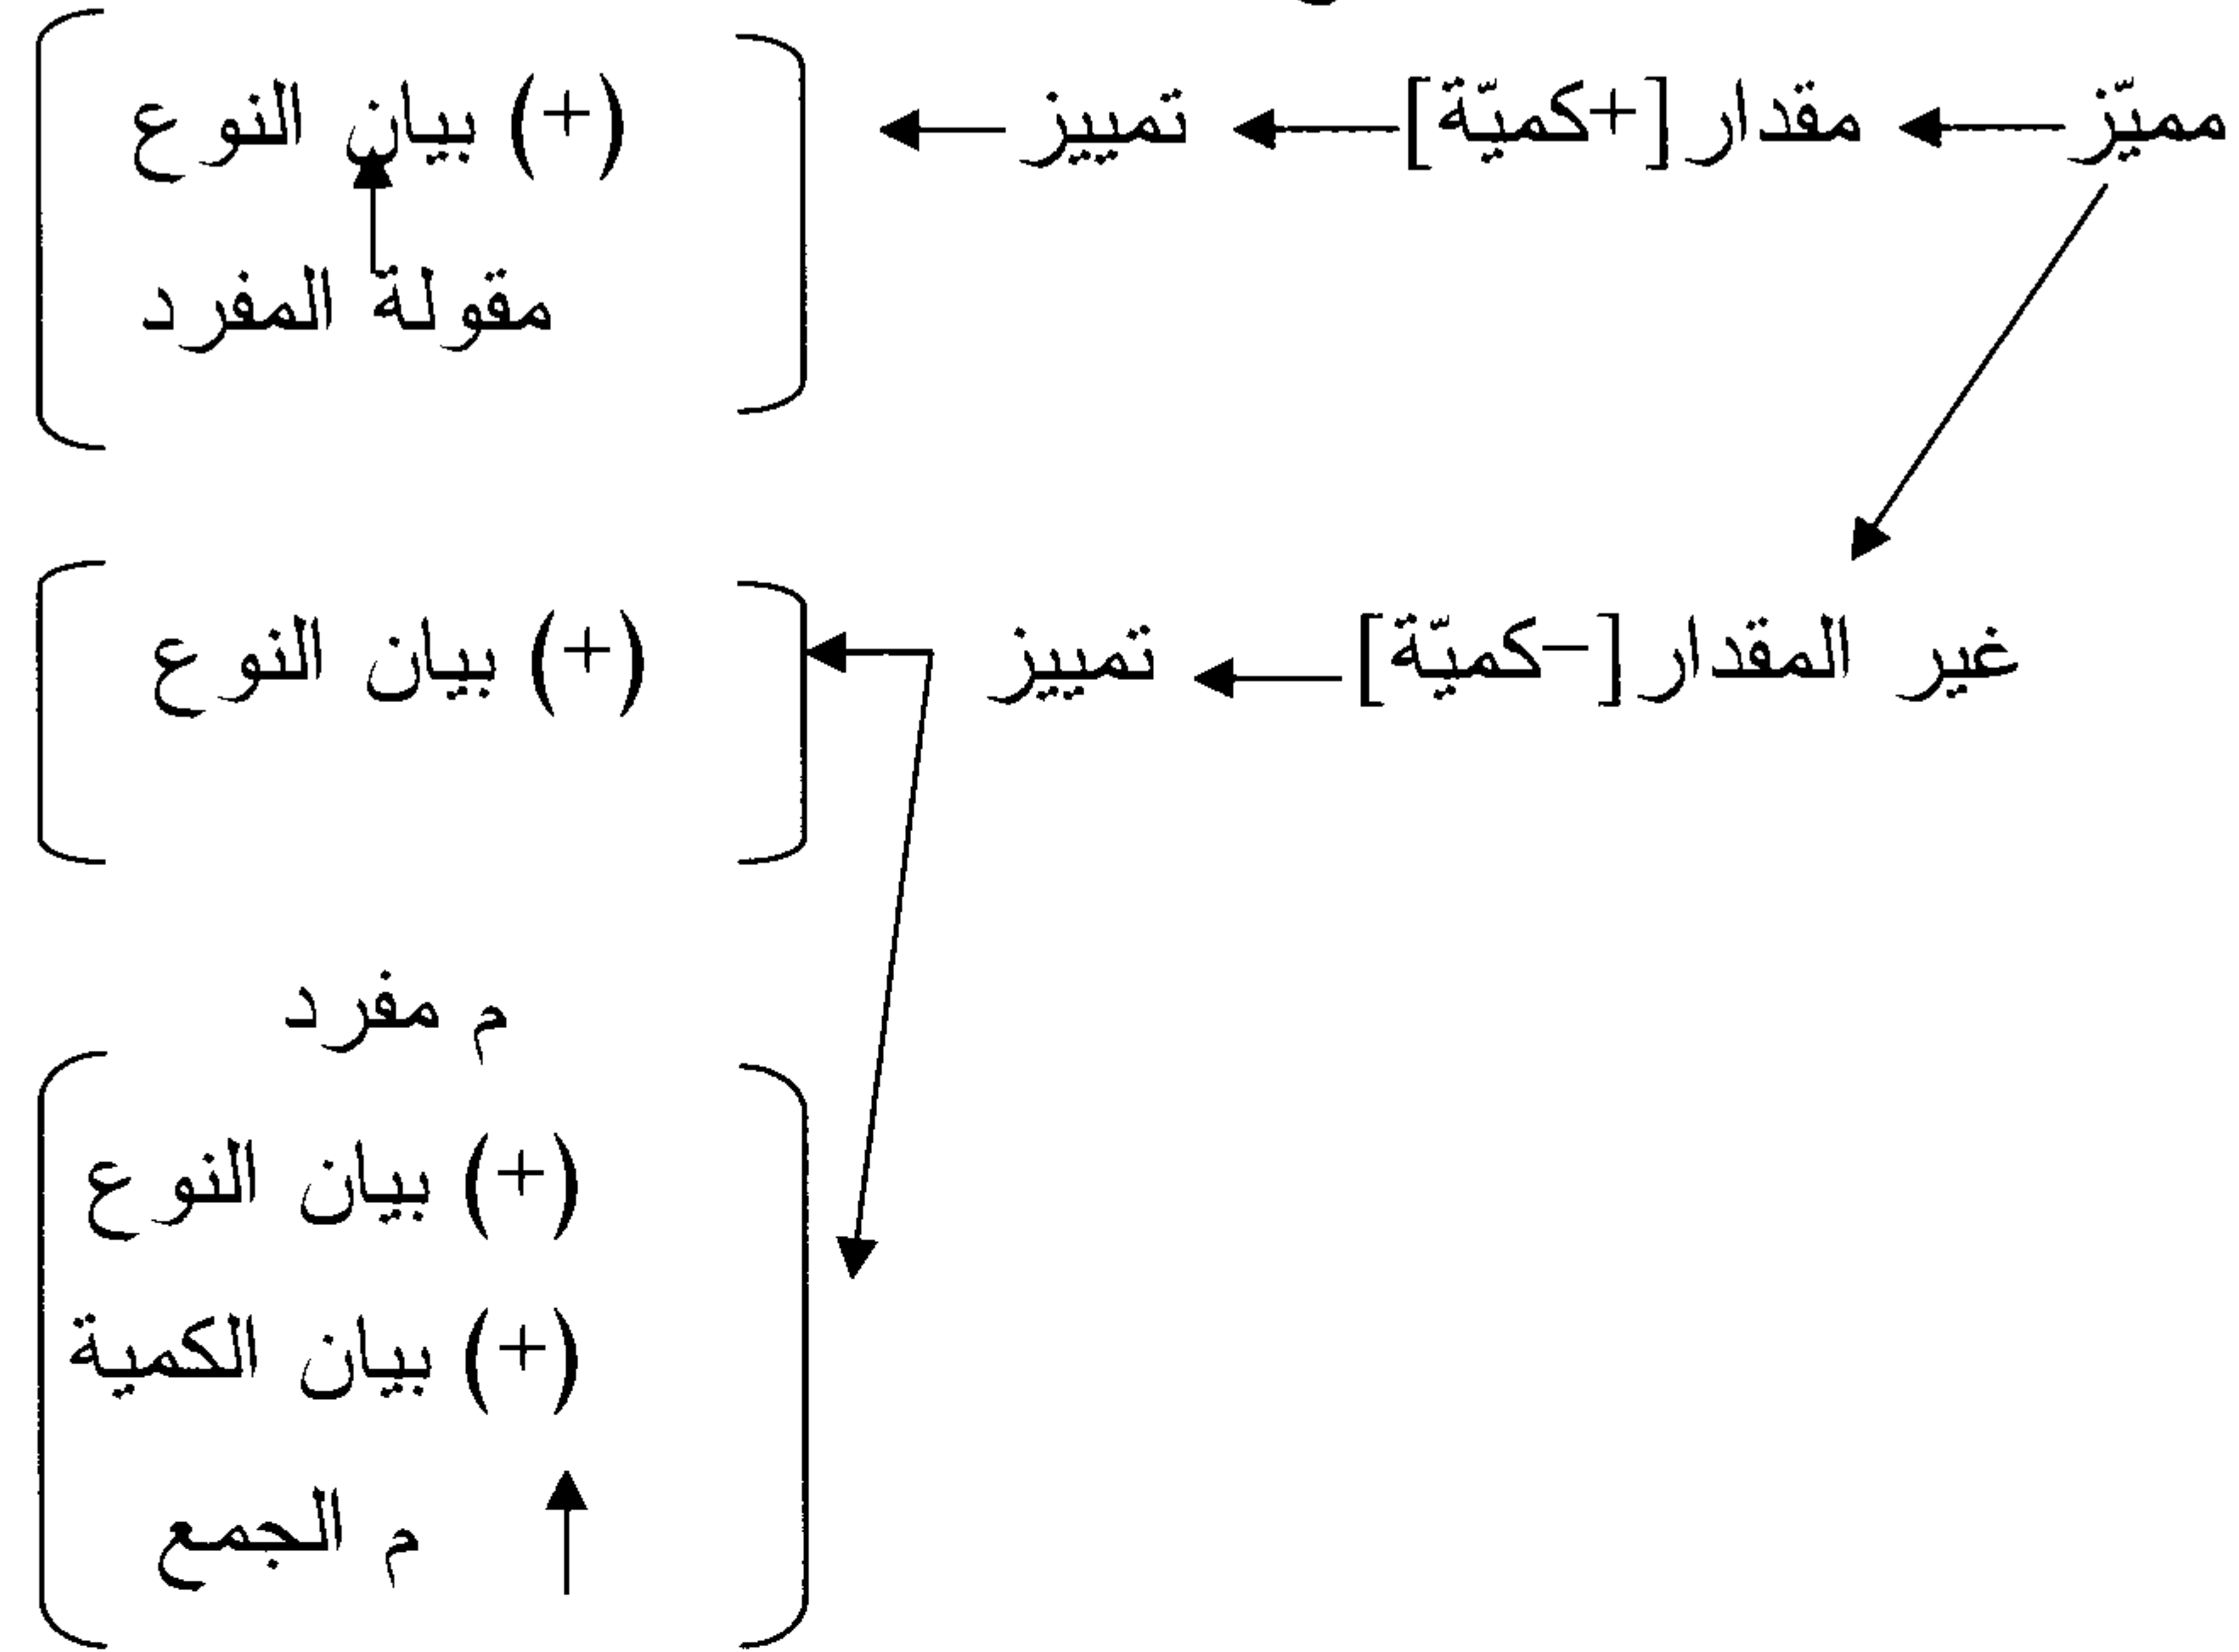 مميّز ← مقدار [+كميّة] ← تمييز ← (+) بيان النوع
مقولة المفرد
غير المقدار [–كميّة] ← تمييز ← (+) بيان النوع
م مفرد
(+) بيان النوع
(+) بيان الكمية
م الجمع